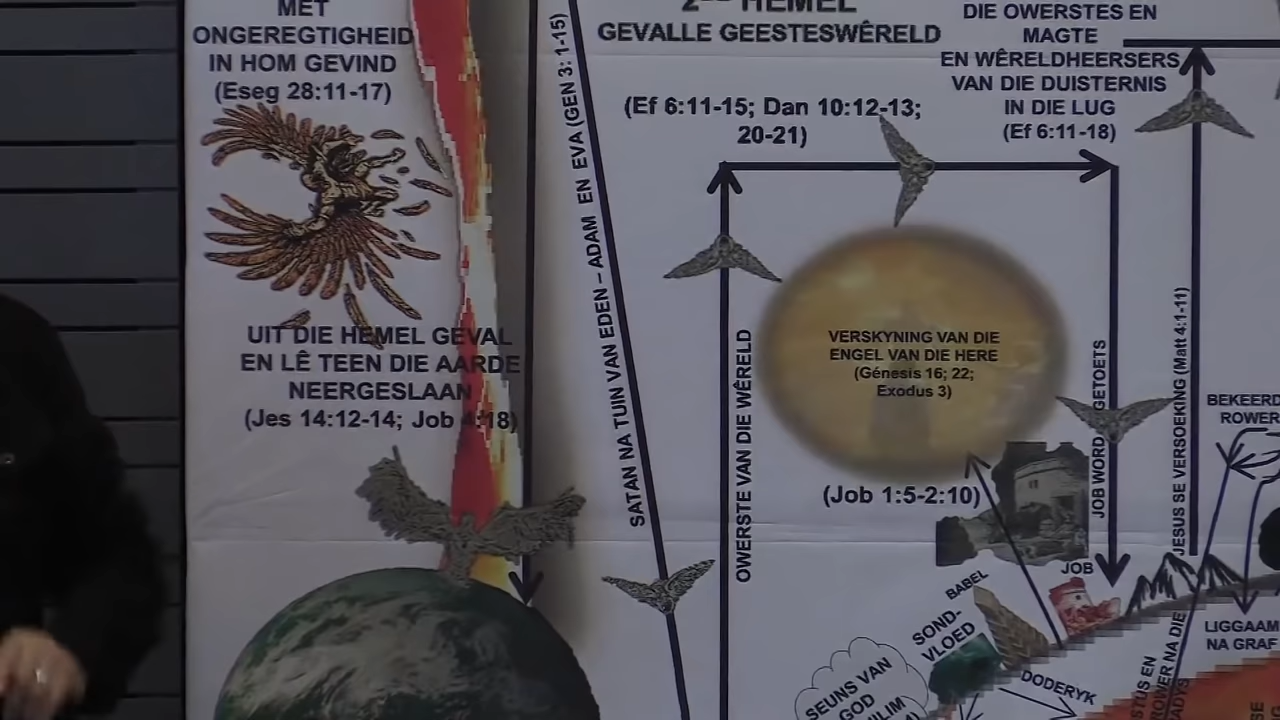 MET
ONGEREGTIGHEID
IN HOM GEVIND
(Eseg 28:11-17)
UIT DIE HEMEL GEVAL
EN LÊ TEEN DIE AARDE
NEERGESLAAN
(Jes 14:12-14; Job 4:18)
SATAN NA TUIN VAN EDEN – ADAM EN EVA (GEN 3: 1-15)
HEMEL
GEVALLE GEESTESWÊRELD
(Ef 6:11-15; Dan 10:12-13;
20-21)
DIE OWERSTES EN
MAGTE
EN WÊRELDHEERSERS
VAN DIE DUISTERNIS
IN DIE LUG
(Ef 6:11-18)
OWERSTE VAN DIE WÊRELD
VERSKYNING VAN DIE
ENGEL VAN DIE HERE
(Génesis 16; 22;
Exodus 3)
(Job 1:5-2:10)
JOB WORD GETOETS
JESUS SE VERSOEKING (Matt 4:1-11)
BEKEERD
ROWER
JOB
BABEL
SOND-
VLOED
SEUNS VAN
GOD
DODERYK
LIGGAAM
NA GRAF